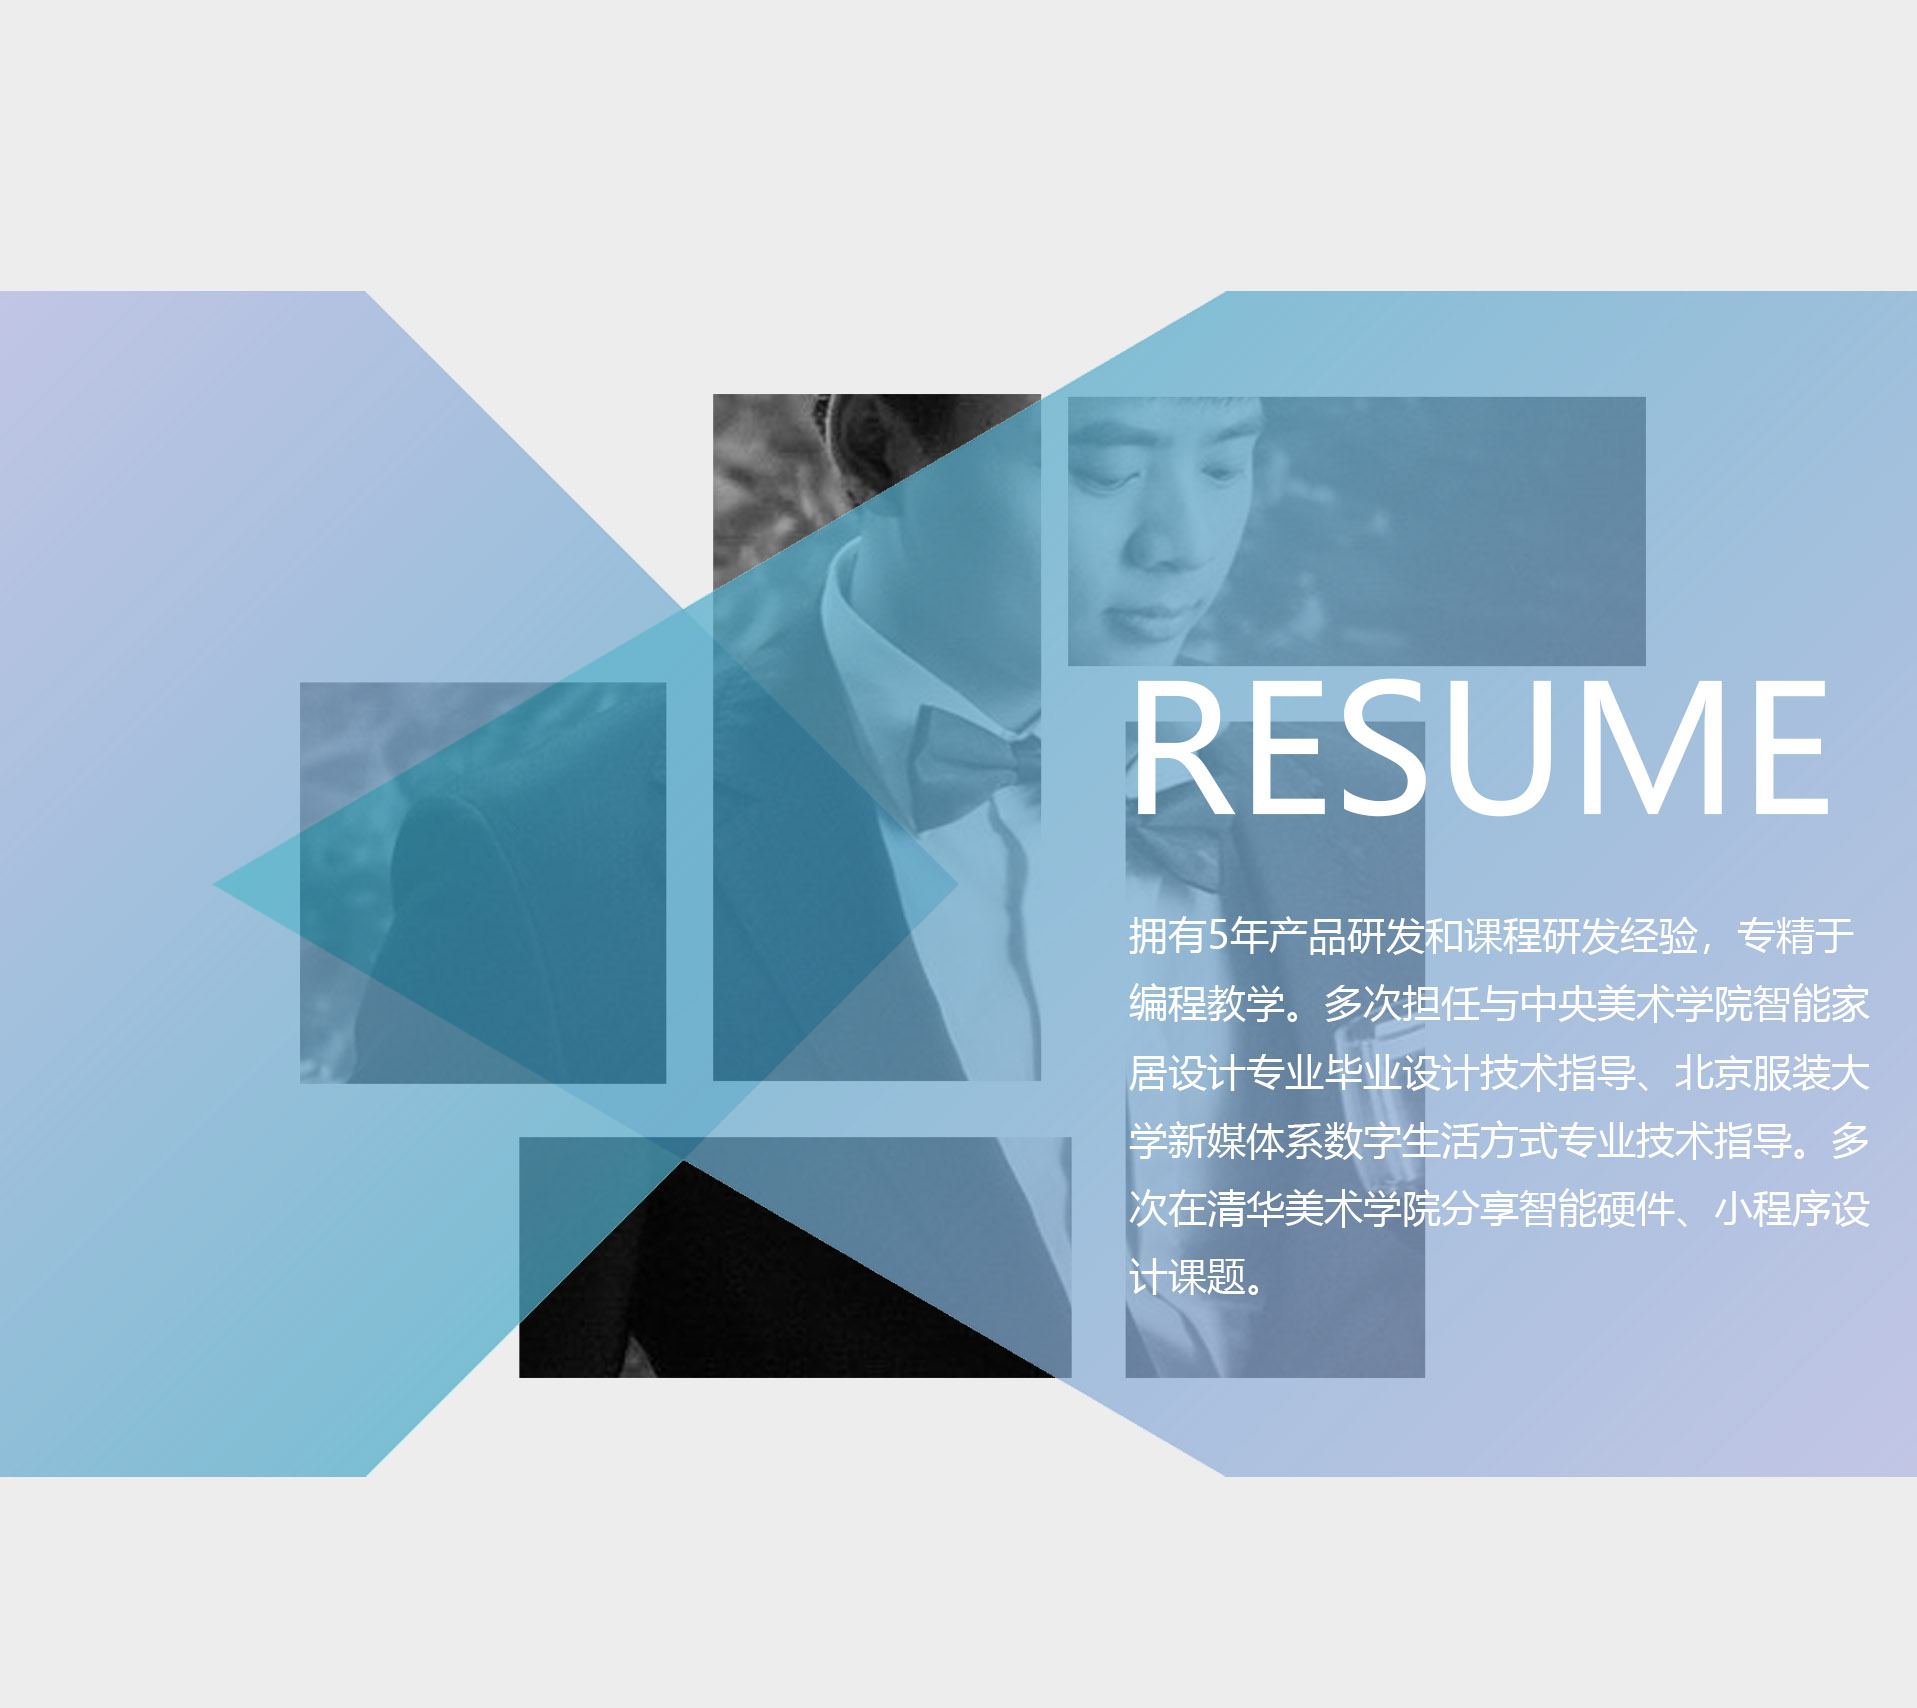 RESUME
拥有5年产品研发和课程研发经验，专精于
编程教学。多次担任与中央美术学院智能家
居设计专业毕业设计技术指导、北京服装大
学新媒体系数字生活方式专业技术指导。多
次在清华美术学院分享智能硬件、小程序设
计课题。